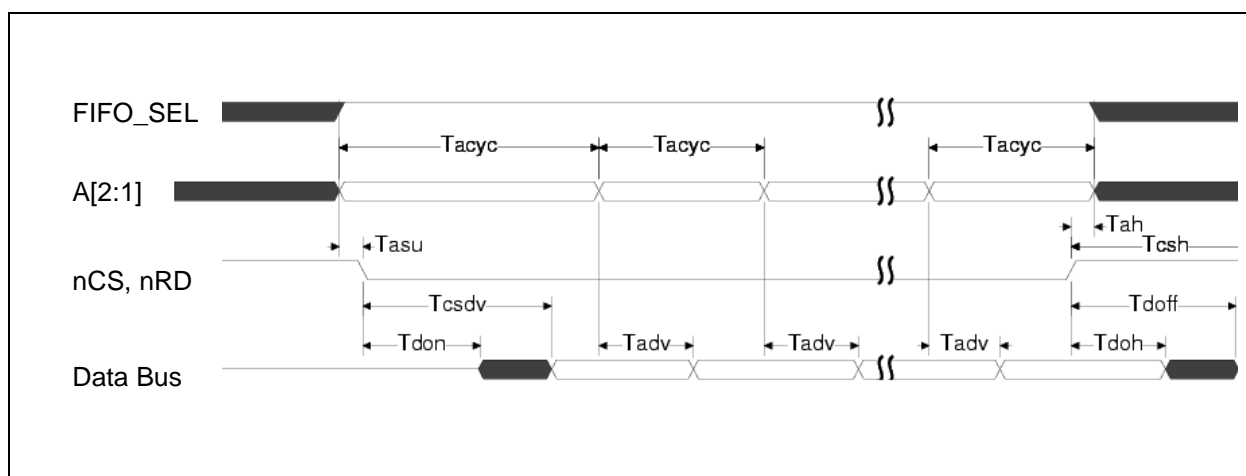 FIFO_SEL
Tacyc Tacyc Tacyc
A[2:1]
Tah
Tasu Tcsh
nCS, nRD
Tcsdv Tdoff
Tdon Tadv Tadv Tadv Tdoh
Data Bus